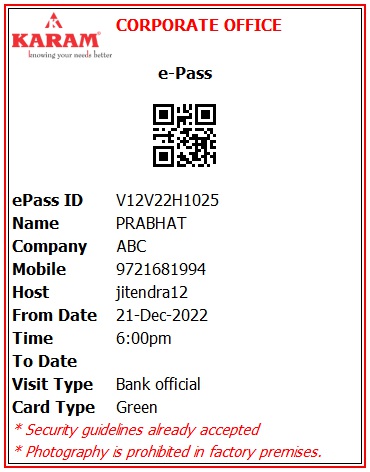 CORPORATE OFFICE
KARAM®
knowing your needs better
e-Pass
ePass ID V12V22H1025
Name PRABHAT
Company ABC
Mobile 9721681994
Host jitendra12
From Date 21-Dec-2022
Time 6:00pm
To Date
Visit Type Bank official
Card Type Green
* Security guidelines already accepted
* Photography is prohibited in factory premises.